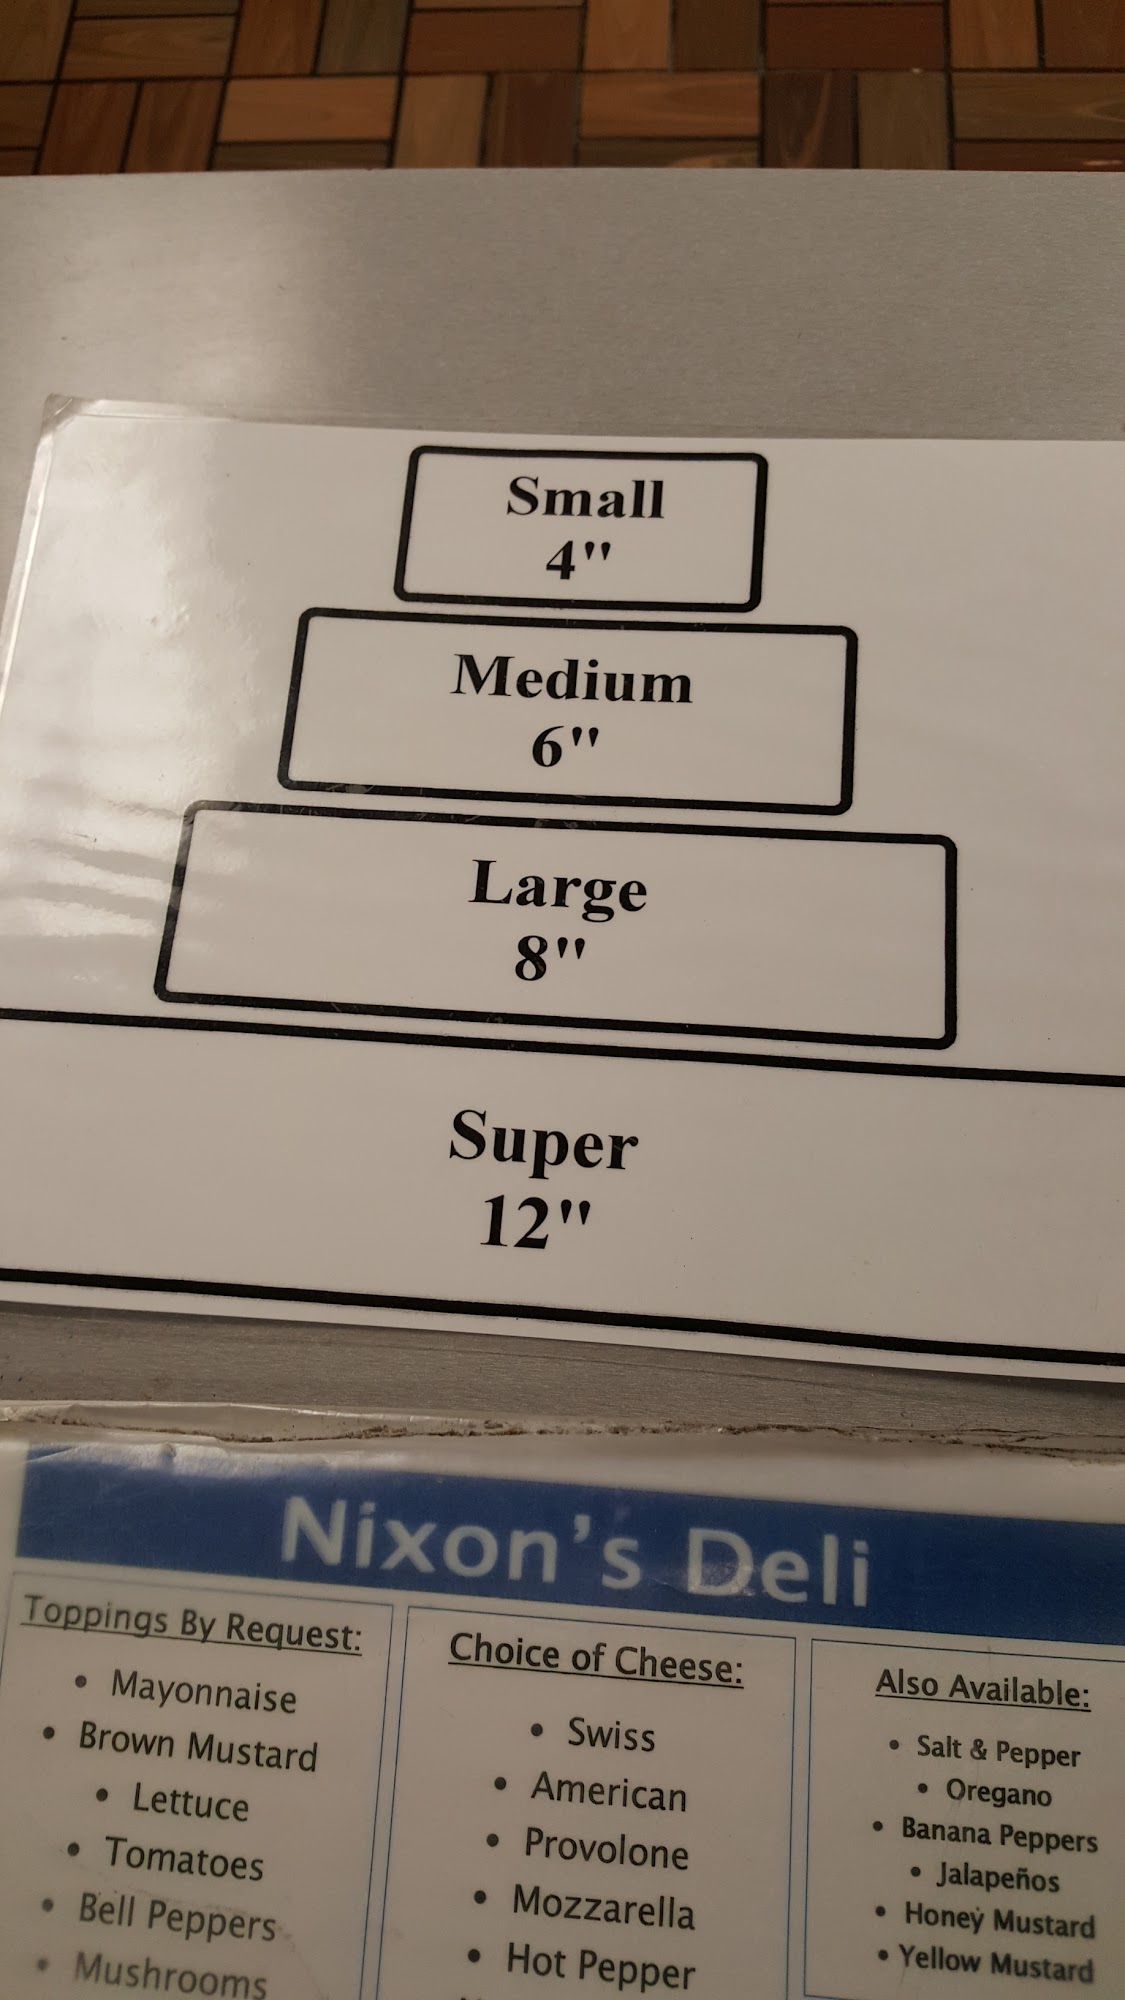 Small
4"
Medium
6"
Large
8"
Super
12"
Nixon's Deli
Toppings By Request:
• Mayonnaise
• Brown Mustard
• Lettuce
• Tomatoes
• Bell Peppers
• Mushrooms
Choice of Cheese:
• Swiss
• American
• Provolone
• Mozzarella
• Hot Pepper
Also Available:
• Salt & Pepper
• Oregano
• Banana Peppers
• Jalapeños
• Honey Mustard
• Yellow Mustard